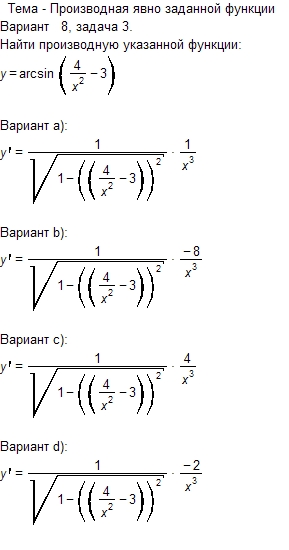 Тема - Производная явно заданной функции
Вариант 8, задача 3.
Найти производную указанной функции:
y = arcsin (4/x² − 3)
Вариант a):
y' = 1/√(1 − ((4/x² − 3))²) · 1/x³
Вариант b):
y' = 1/√(1 − ((4/x² − 3))²) · −8/x³
Вариант c):
y' = 1/√(1 − ((4/x² − 3))²) · 4/x³
Вариант d):
y' = 1/√(1 − ((4/x² − 3))²) · −2/x³